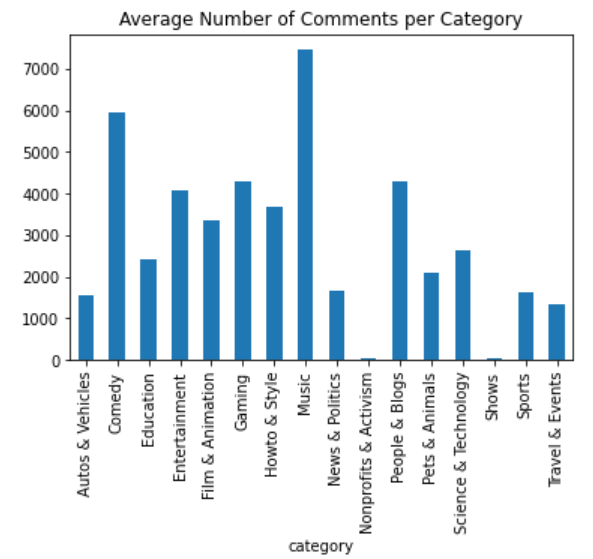 Average Number of Comments per Category
7000
6000
5000
4000
3000
2000
1000
0
Autos & Vehicles
Comedy
Education
Entertainment
Film & Animation
Gaming
Howto & Style
Music
News & Politics
Nonprofits & Activism
People & Blogs
Pets & Animals
Science & Technology
Shows
Sports
Travel & Events
category